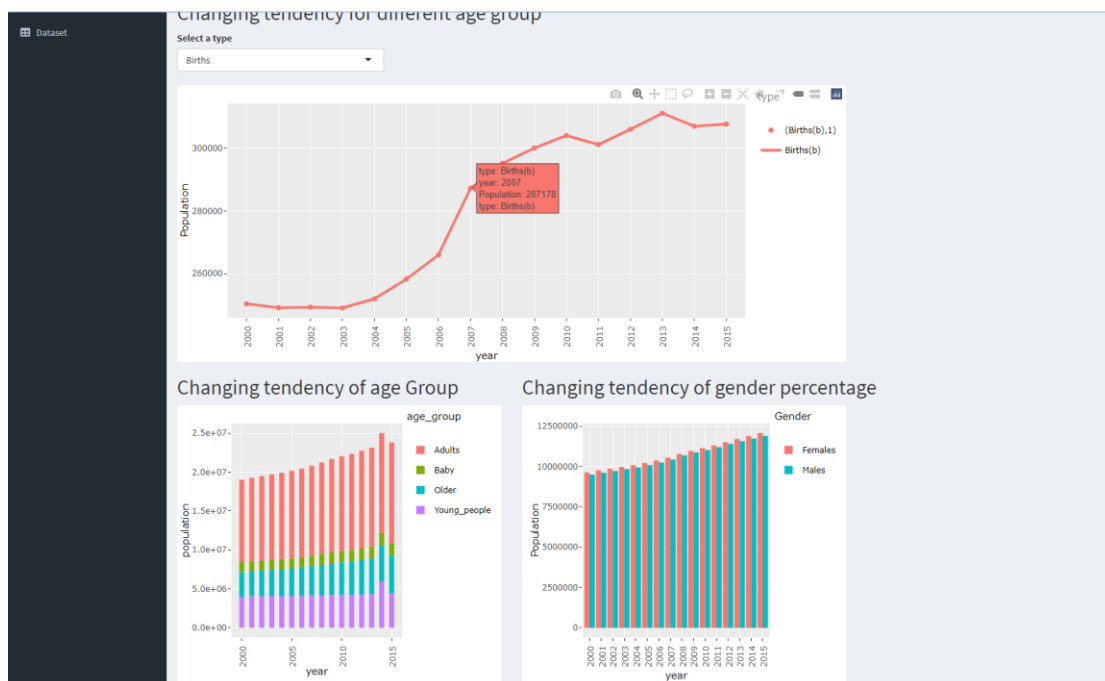 Changing tendency for different age group
Dataset
Select a type
Births
type
(Births(b),1)
Births(b)
Population
300000
280000
260000
type: Births(b)
year: 2007
Population: 287178
type: Births(b)
2000 2001 2002 2003 2004 2005 2006 2007 2008 2009 2010 2011 2012 2013 2014 2015
year
Changing tendency of age Group
age_group
Adults
Baby
Older
Young_people
population
2.5e+07
2.0e+07
1.5e+07
1.0e+07
5.0e+06
0.0e+00
2000 2005 2010 2015
year
Changing tendency of gender percentage
Gender
Females
Males
Population
12500000
10000000
7500000
5000000
2500000
0
2000 2001 2002 2003 2004 2005 2006 2007 2008 2009 2010 2011 2012 2013 2014 2015
year